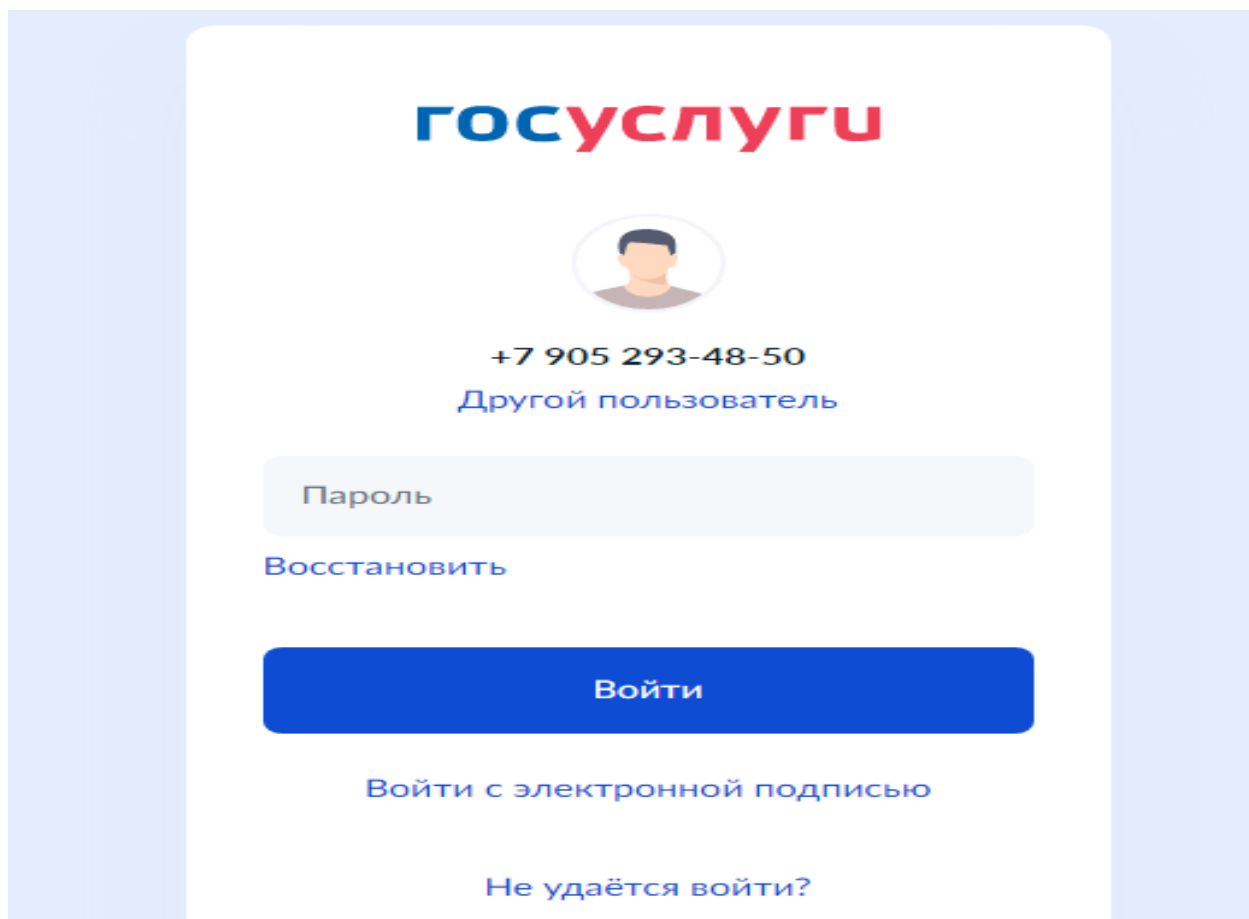 госуслуги
+7 905 293-48-50
Другой пользователь
Пароль
Восстановить
Войти
Войти с электронной подписью
Не удаётся войти?